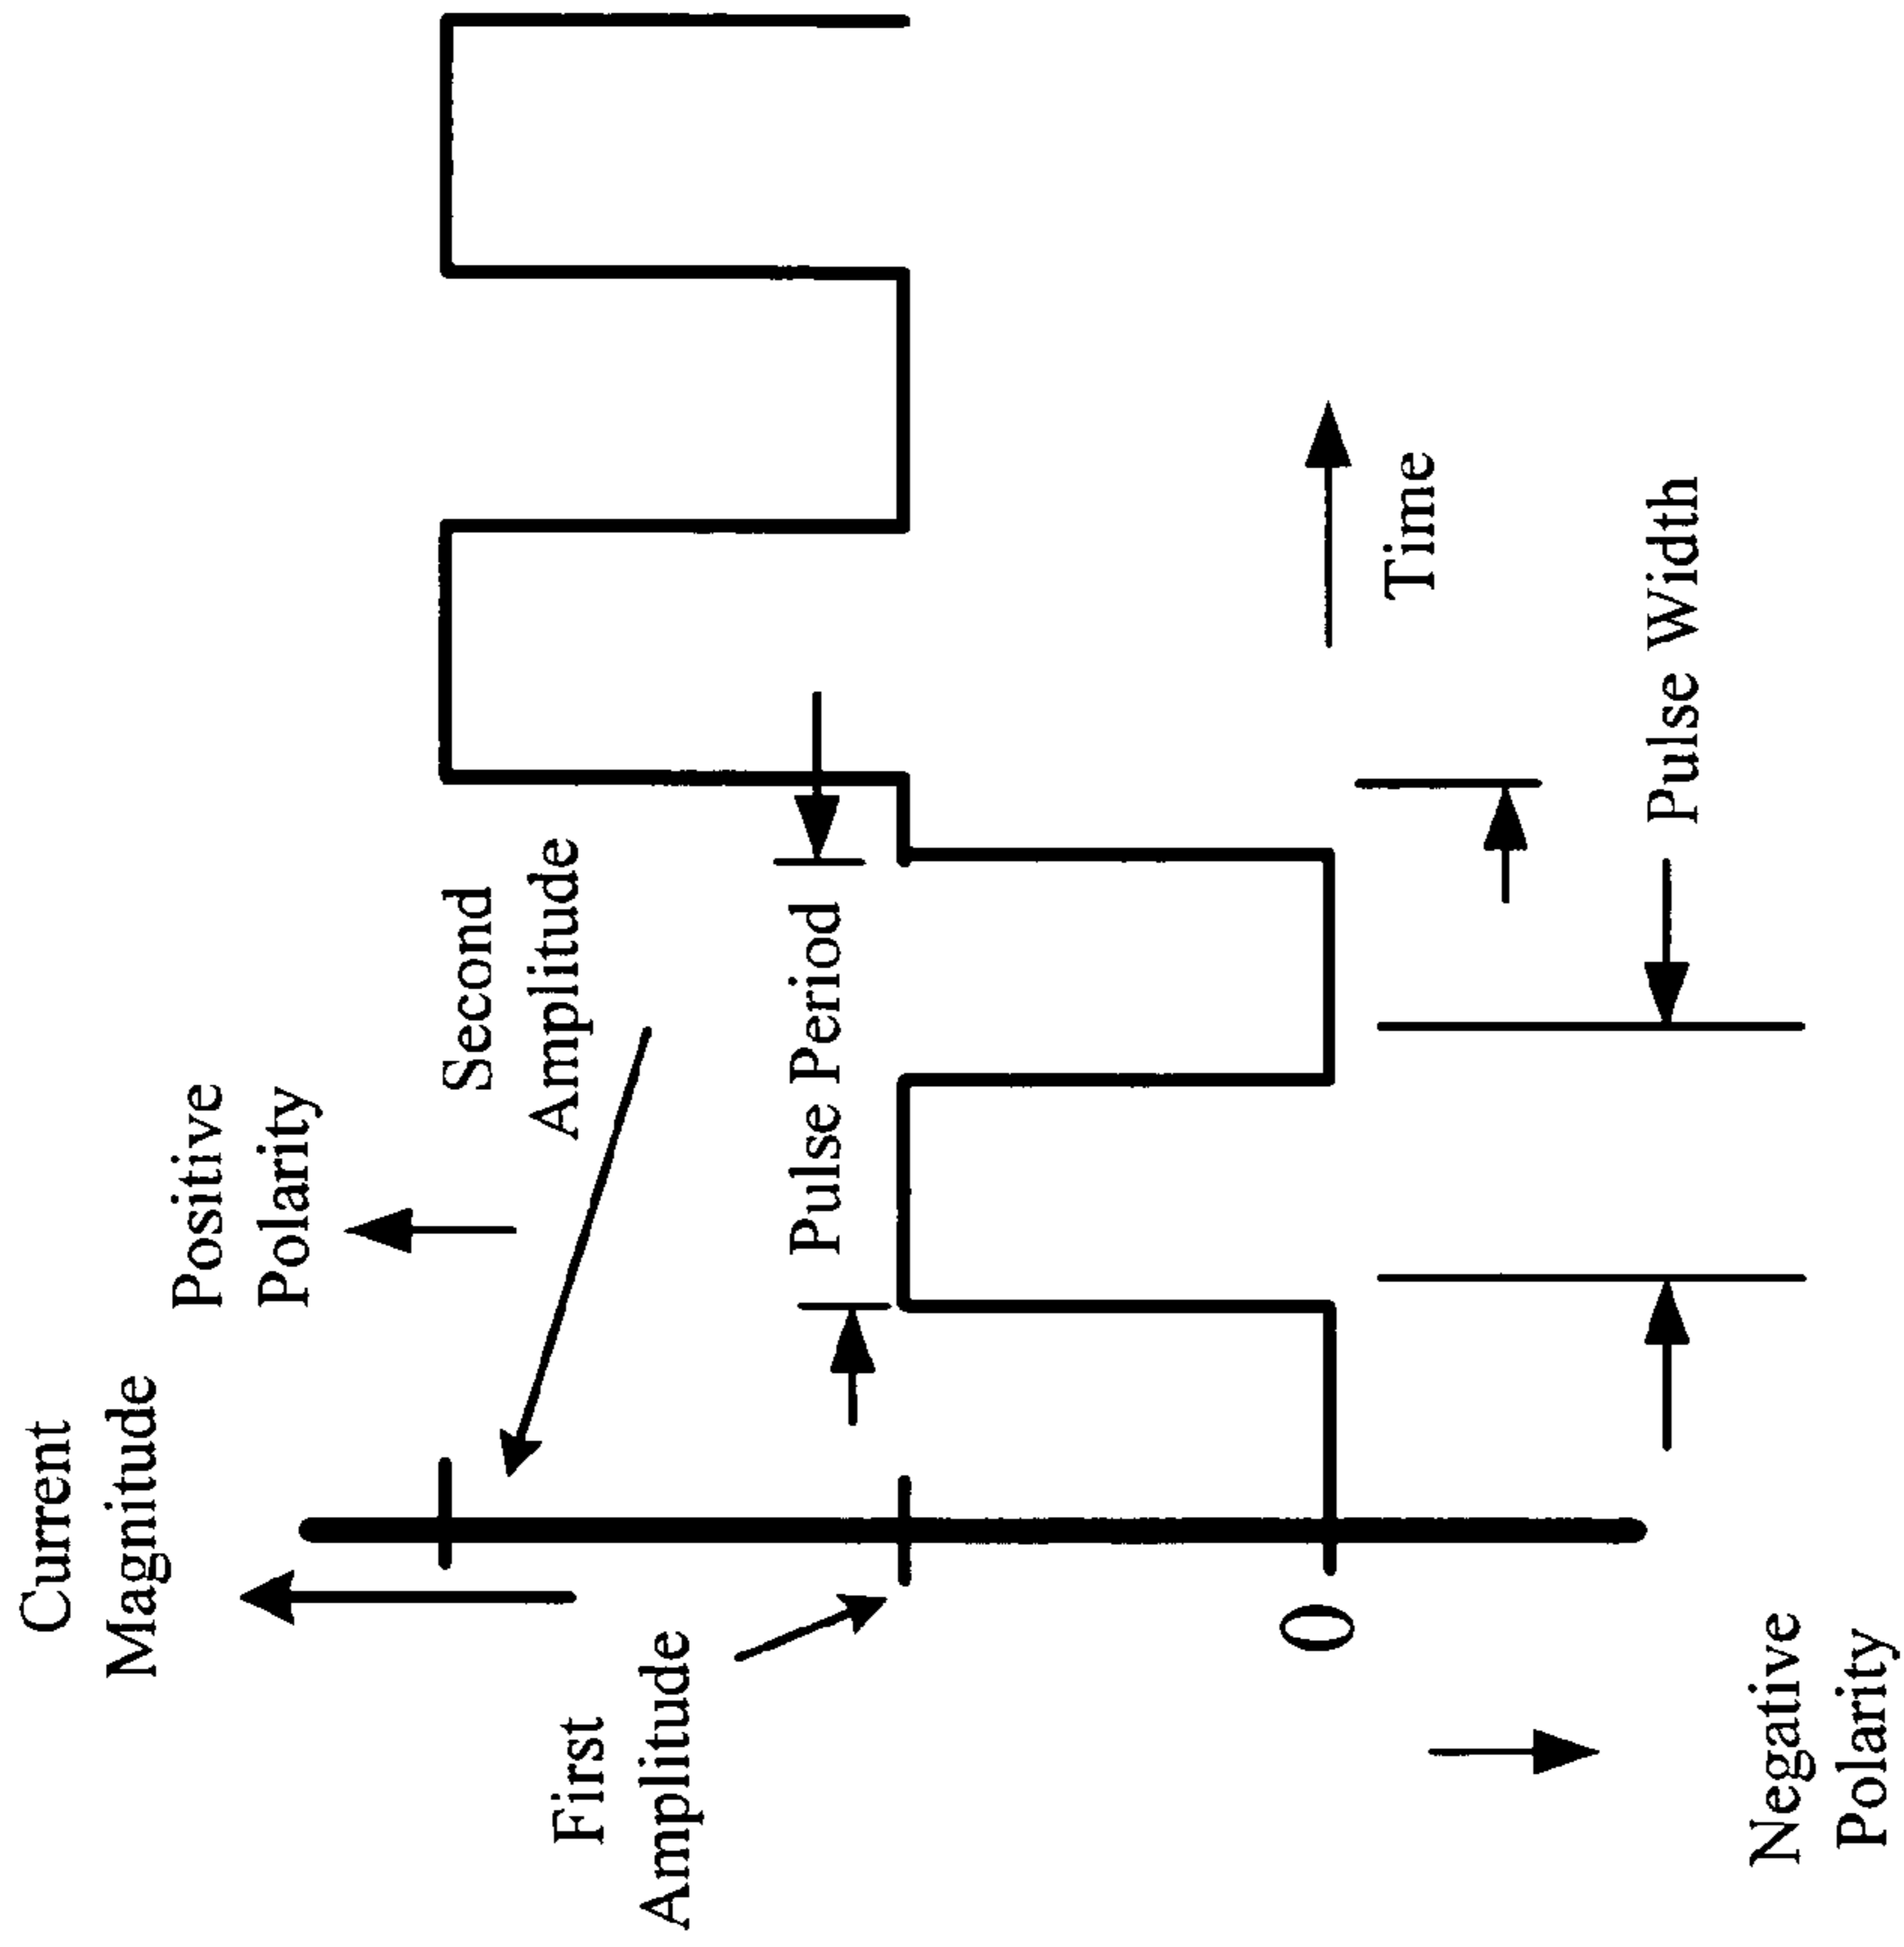 Current
Magnitude
Positive
Polarity
Second
Amplitude
First
Amplitude
Pulse Period
0
Time
Pulse Width
Negative
Polarity